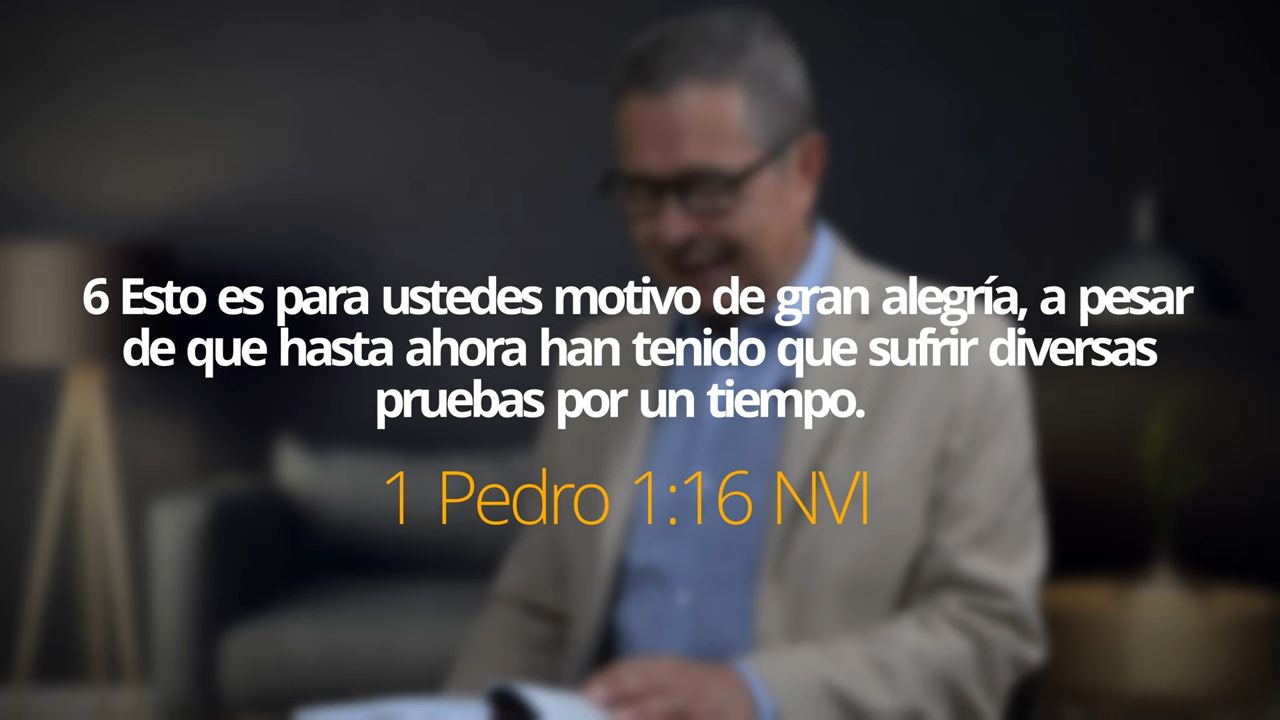 6 Esto es para ustedes motivo de gran alegría, a pesar
de que hasta ahora han tenido que sufrir diversas
pruebas por un tiempo.
1 Pedro 1:16 NVI